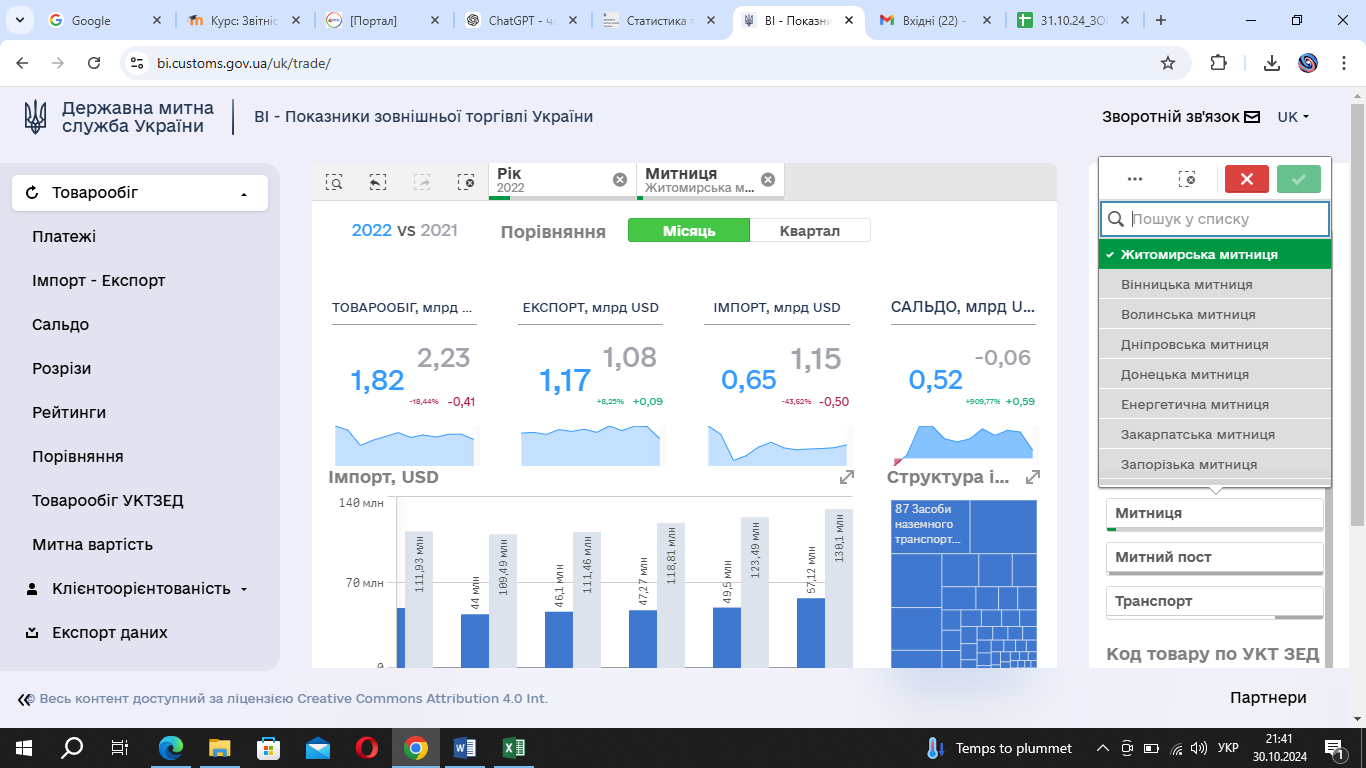 Google
Курс: Звітніс
[Портал]
ChatGPT - ча
Статистика т
BI - Показни
Вхідні (22) -
31.10.24_ЗОІ
bi.customs.gov.ua/uk/trade/
Державна митна
служба України
BI - Показники зовнішньої торгівлі України
Зворотній зв'язок
UK
Товарообіг
Платежі
Імпорт - Експорт
Сальдо
Розрізи
Рейтинги
Порівняння
Товарообіг УКТЗЕД
Митна вартість
Клієнтоорієнтованість
Експорт даних
Рік
2022
Митниця
Житомирська м...
2022 vs 2021
Порівняння
Місяць
Квартал
ТОВАРООБІГ, млрд ...
2,23
1,82
-18,44% -0,41
ЕКСПОРТ, млрд USD
1,08
1,17
+8,25% +0,09
ІМПОРТ, млрд USD
1,15
0,65
-43,62% -0,50
САЛЬДО, млрд U...
-0,06
0,52
+909,77% +0,59
Імпорт, USD
140 млн
70 млн
0
111,93 млн
44 млн
109,49 млн
46,1 млн
111,46 млн
47,27 млн
118,81 млн
49,5 млн
123,49 млн
57,12 млн
130,1 млн
Структура і...
87 Засоби
наземного
транспорт...
Пошук у списку
Житомирська митниця
Вінницька митниця
Волинська митниця
Дніпровська митниця
Донецька митниця
Енергетична митниця
Закарпатська митниця
Запорізька митниця
Митниця
Митний пост
Транспорт
Код товару по УКТ ЗЕД
© Весь контент доступний за ліцензією Creative Commons Attribution 4.0 Int.
Партнери
Temps to plummet
УКР
21:41
30.10.2024
1